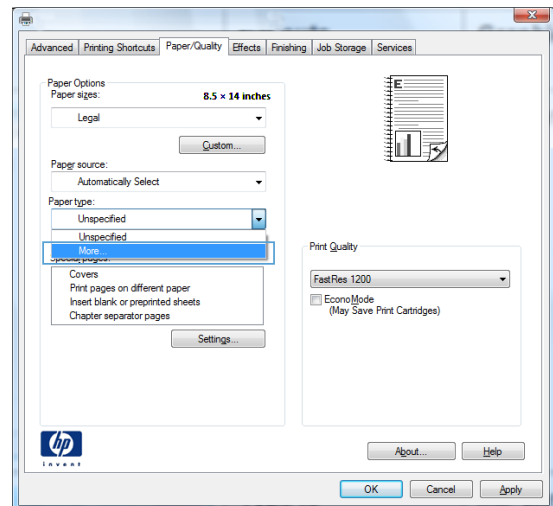 Advanced Printing Shortcuts Paper/Quality Effects Finishing Job Storage Services
Paper Options
Paper sizes: 8.5 × 14 inches
Legal
Custom...
Paper source:
Automatically Select
Paper type:
Unspecified
Unspecified
More...
Special pages:
Covers
Print pages on different paper
Insert blank or preprinted sheets
Chapter separator pages
Settings...
E
Print Quality
FastRes 1200
EconoMode
(May Save Print Cartridges)
hp
invent
About... Help
OK Cancel Apply